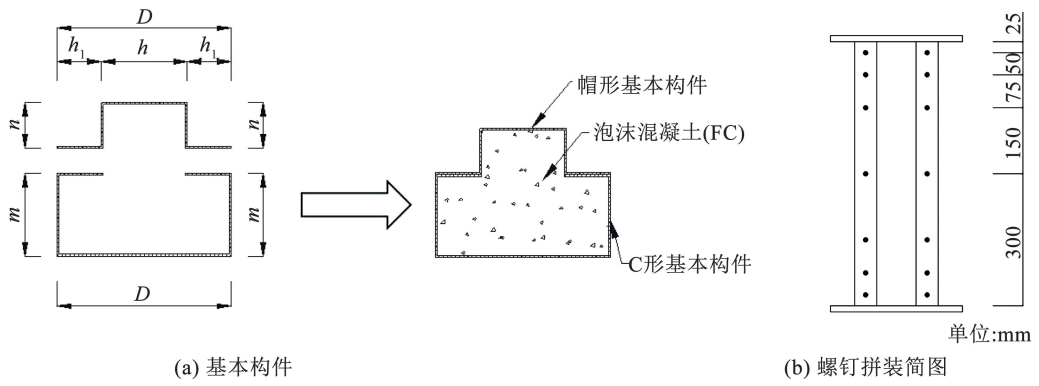 D
h₁ h h₁
n n
m m
D
帽形基本构件
泡沫混凝土(FC)
C形基本构件
(a) 基本构件
25
50
75
150
300
单位:mm
(b) 螺钉拼装简图